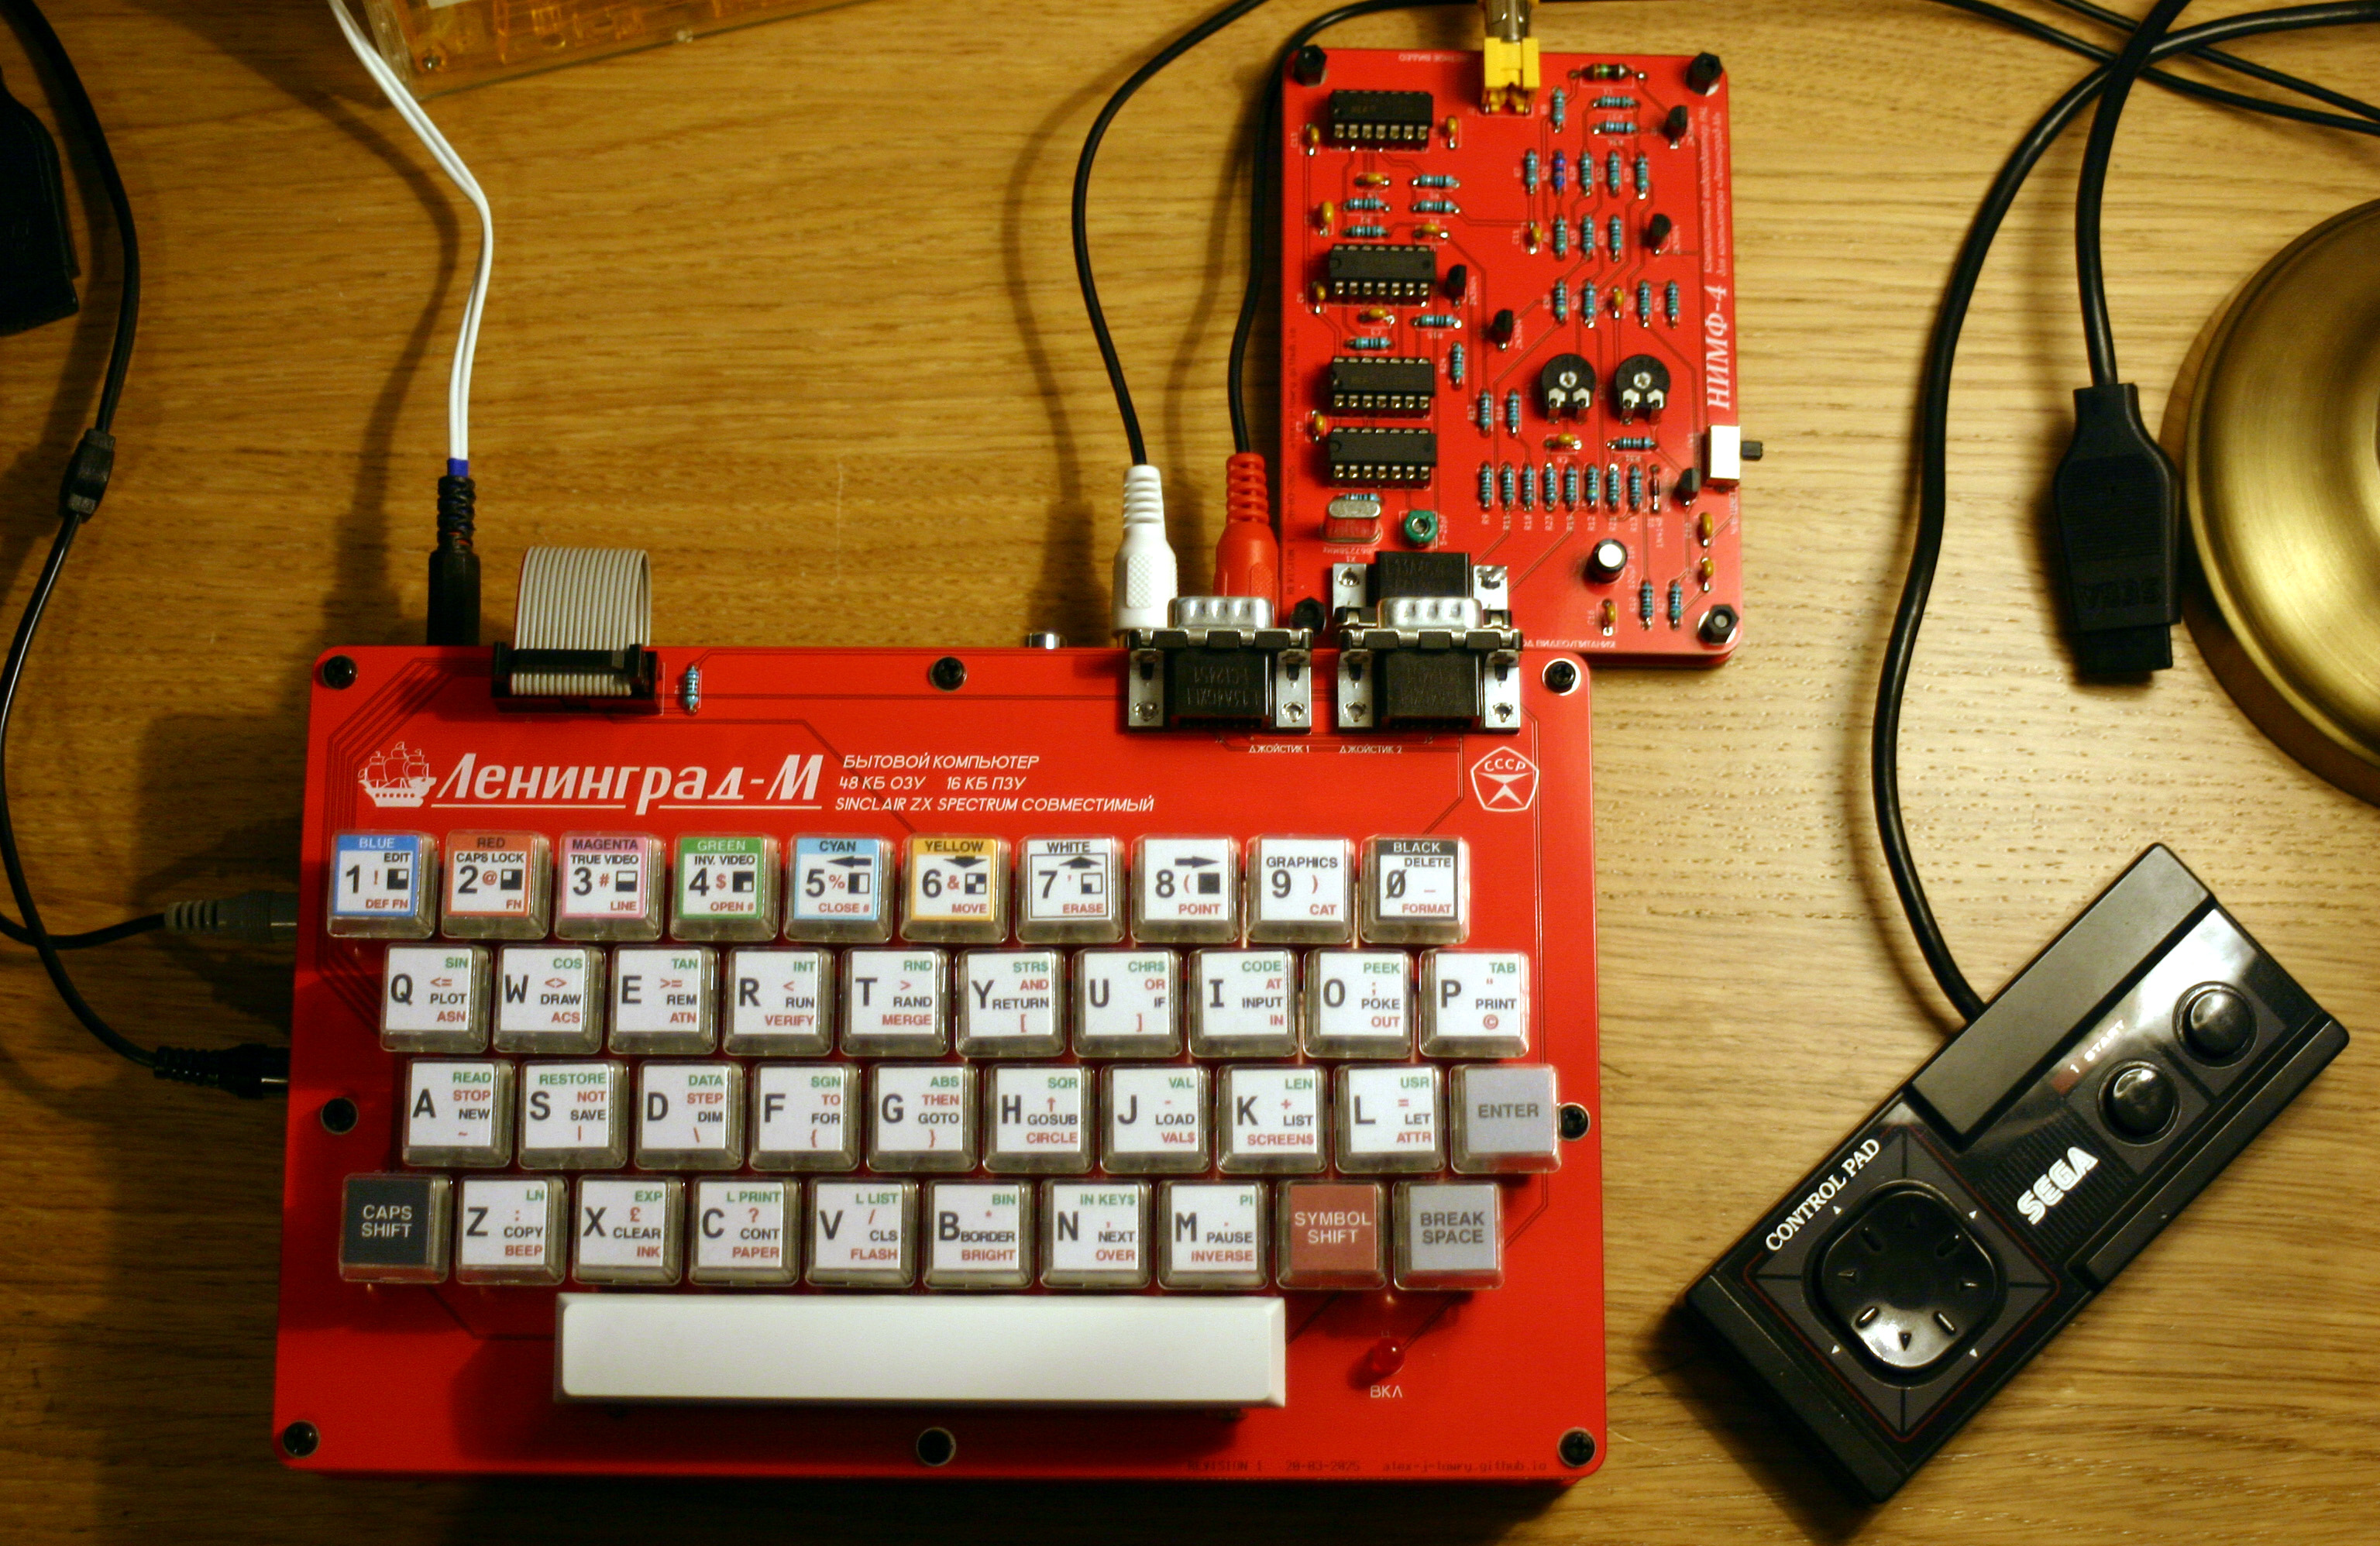 НИМФ-4
SEGA
ДЖОЙСТИК 1
ДЖОЙСТИК 2
Ленинград-М
БЫТОВОЙ КОМПЬЮТЕР
48 КБ ОЗУ 16 КБ ПЗУ
SINCLAIR ZX SPECTRUM СОВМЕСТИМЫЙ
СССР
BLUE EDIT 1 ! DEF FN
RED CAPS LOCK 2 @ FN
MAGENTA TRUE VIDEO 3 # LINE
GREEN INV. VIDEO 4 $ OPEN #
CYAN 5 % CLOSE #
YELLOW 6 & MOVE
WHITE 7 ' ERASE
8 ( POINT
GRAPHICS 9 ) CAT
BLACK DELETE 0 _ FORMAT
SIN Q <= PLOT ASN
COS W <> DRAW ACS
TAN E >= REM ATN
INT R < RUN VERIFY
RND T > RAND MERGE
STR$ Y AND RETURN [
CHR$ U OR IF ]
CODE I AT INPUT IN
PEEK O ; POKE OUT
TAB P " PRINT ©
READ A STOP NEW ~
RESTORE S NOT SAVE |
DATA D STEP DIM \
SGN F TO FOR {
ABS G THEN GOTO }
SQR H ↑ GOSUB CIRCLE
VAL J - LOAD VAL$
LEN K + LIST SCREEN$
USR L = LET ATTR
ENTER
CAPS SHIFT
LN Z : COPY BEEP
EXP X £ CLEAR INK
L PRINT C ? CONT PAPER
L LIST V / CLS FLASH
BIN B * BORDER BRIGHT
IN KEY$ N , NEXT OVER
PI M . PAUSE INVERSE
SYMBOL SHIFT
BREAK SPACE
ВКЛ
REVISION 1 20-03-2025 alex-j-lowry.github.io
1 START
SEGA
CONTROL PAD